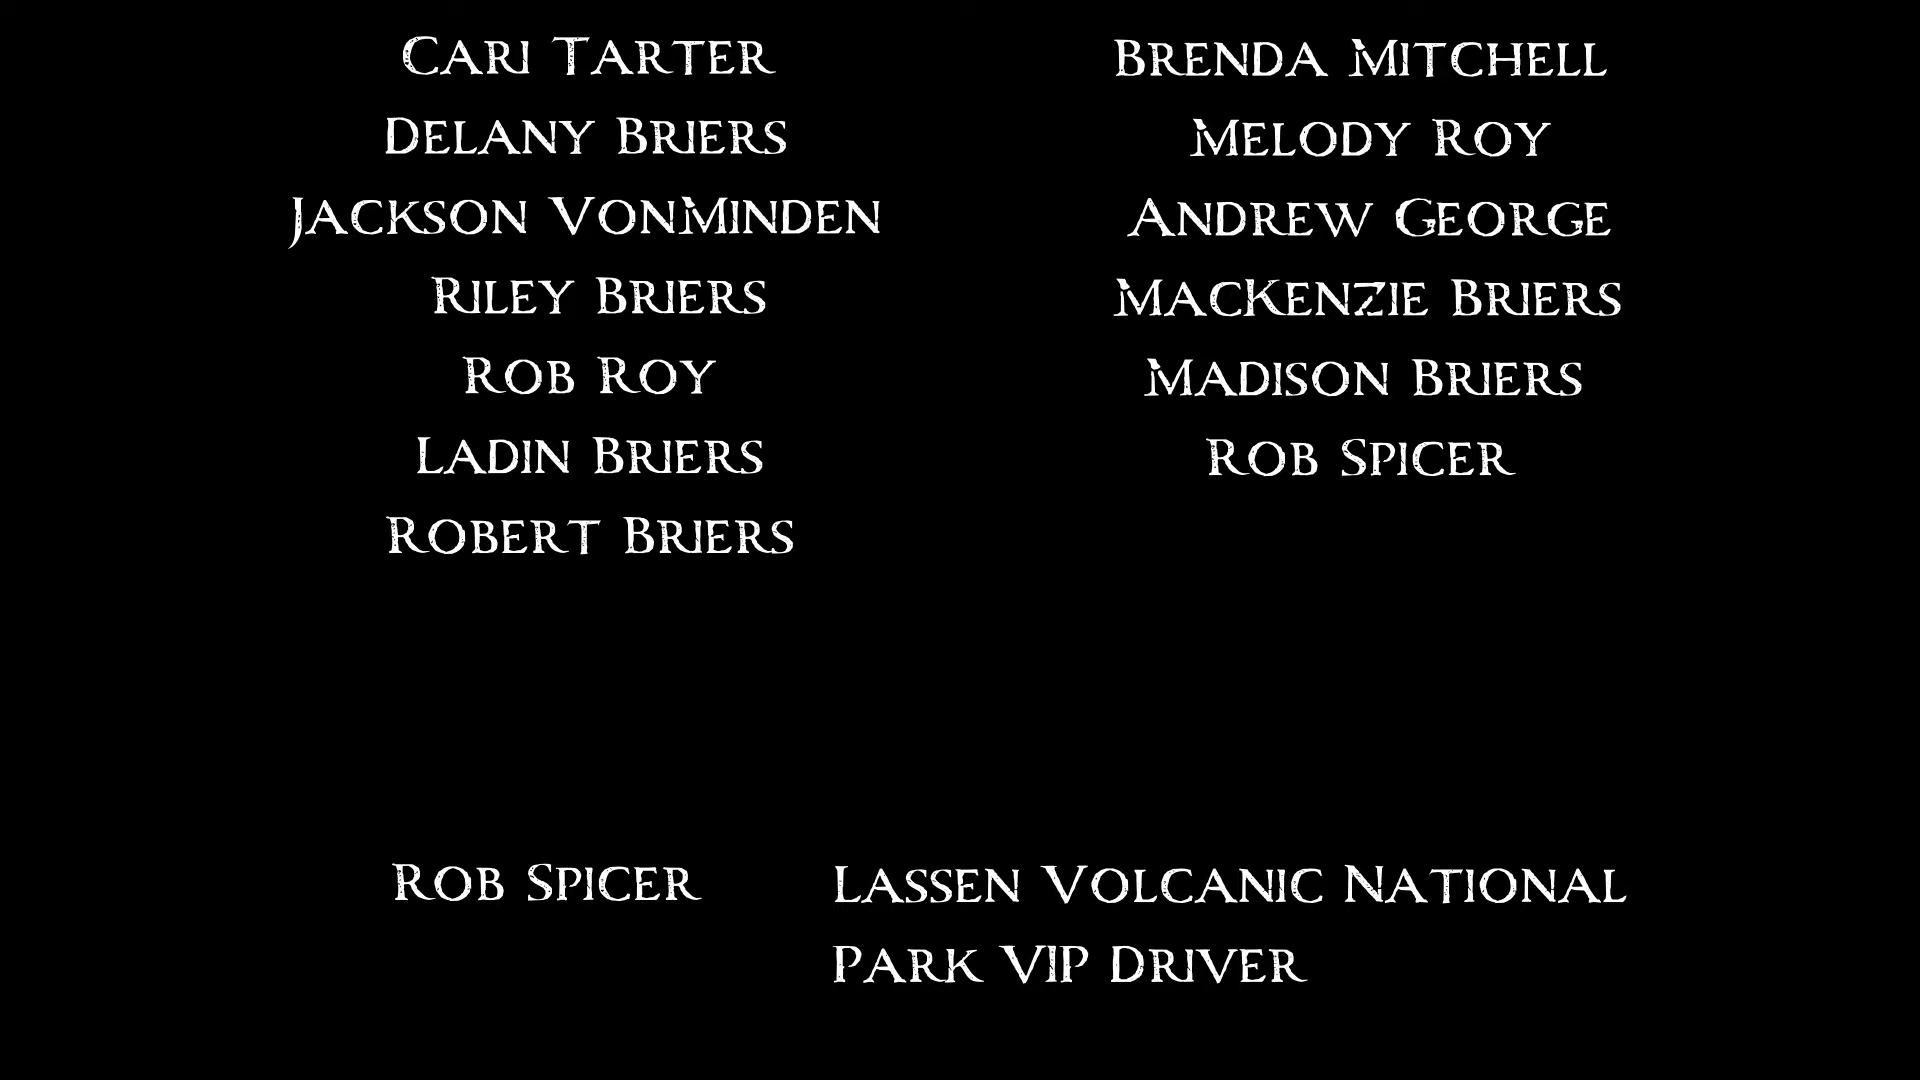 Cari Tarter
Brenda Mitchell
Delany Briers
Melody Roy
Jackson VonMinden
Andrew George
Riley Briers
MacKenzie Briers
Rob Roy
Madison Briers
Ladin Briers
Rob Spicer
Robert Briers
Rob Spicer
Lassen Volcanic National
Park VIP Driver